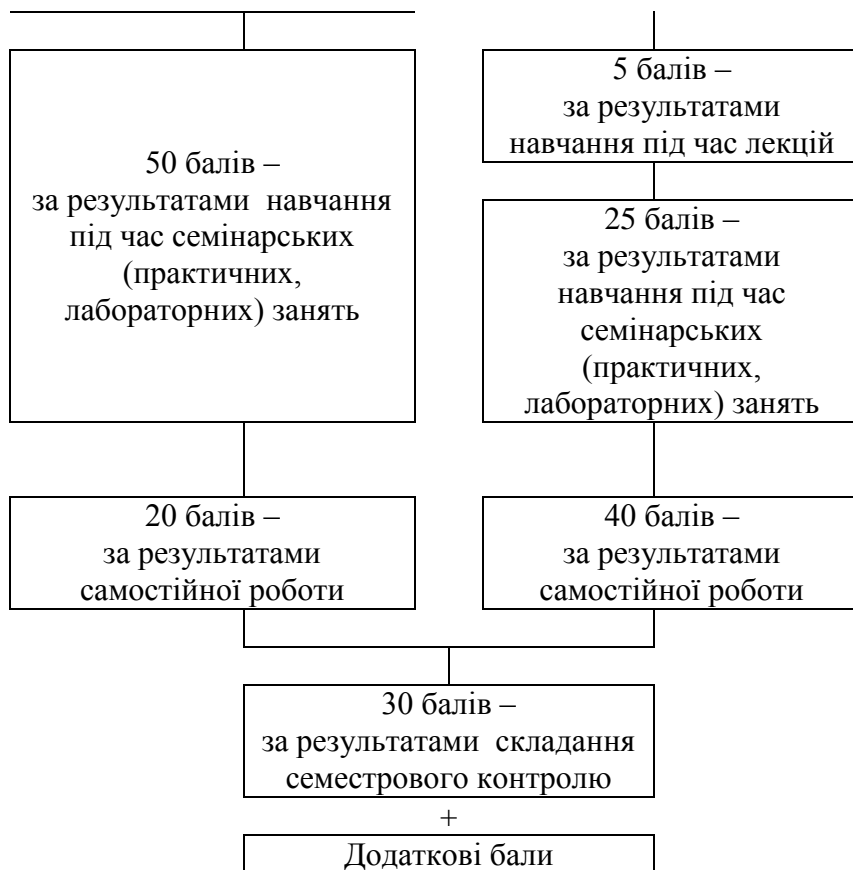 50 балів –
за результатами навчання
під час семінарських
(практичних,
лабораторних) занять
20 балів –
за результатами
самостійної роботи
5 балів –
за результатами
навчання під час лекцій
25 балів –
за результатами
навчання під час
семінарських
(практичних,
лабораторних) занять
40 балів –
за результатами
самостійної роботи
30 балів –
за результатами складання
семестрового контролю
+
Додаткові бали